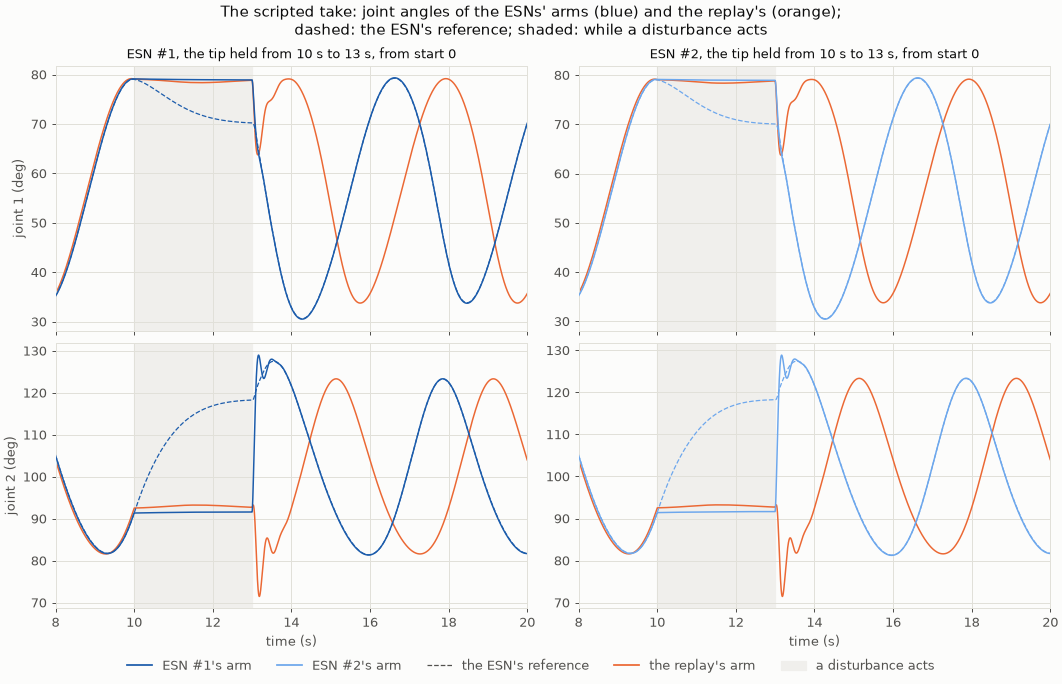 The scripted take: joint angles of the ESNs' arms (blue) and the replay's (orange);
dashed: the ESN's reference; shaded: while a disturbance acts
ESN #1, the tip held from 10 s to 13 s, from start 0
80
70
60
50
40
30
joint 1 (deg)
ESN #2, the tip held from 10 s to 13 s, from start 0
80
70
60
50
40
30
130
120
110
100
90
80
70
joint 2 (deg)
8 10 12 14 16 18 20
time (s)
130
120
110
100
90
80
70
8 10 12 14 16 18 20
time (s)
ESN #1's arm ESN #2's arm the ESN's reference the replay's arm a disturbance acts